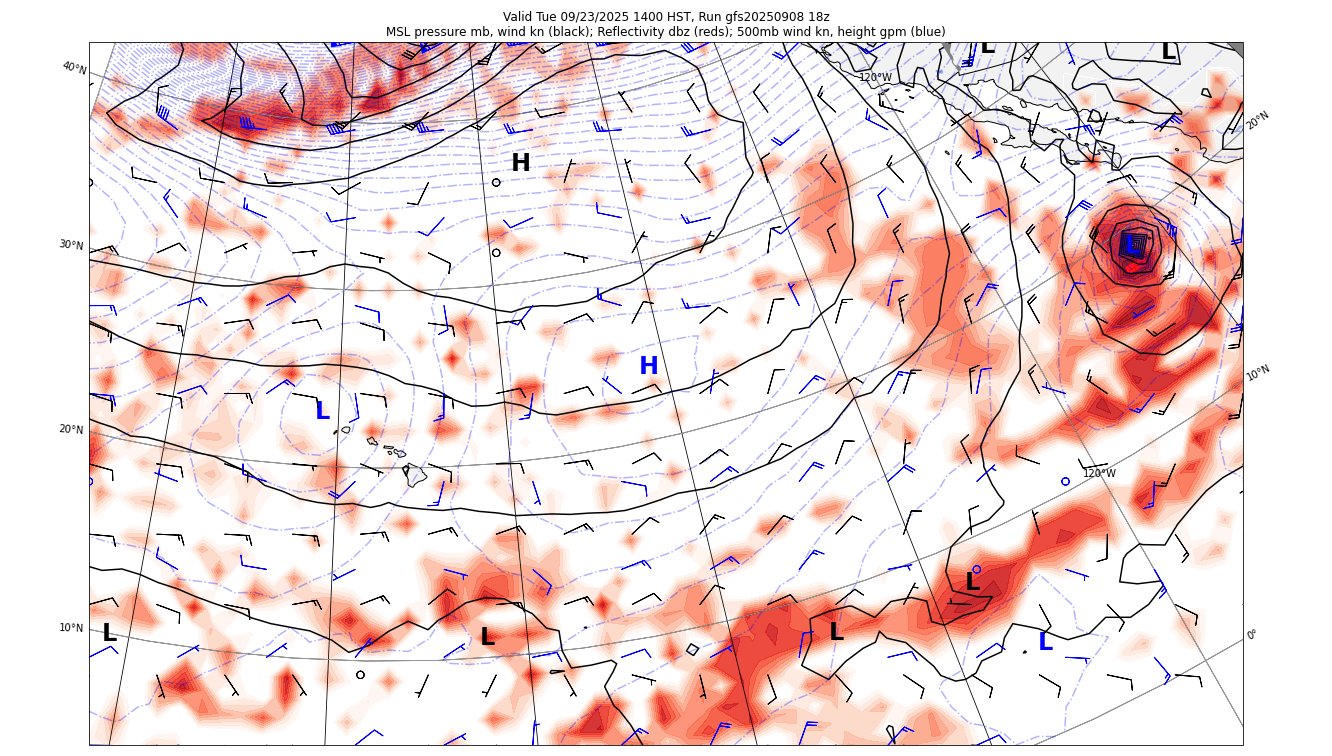 Valid Tue 09/23/2025 1400 HST, Run gfs20250908 18z
MSL pressure mb, wind kn (black); Reflectivity dbz (reds); 500mb wind kn, height gpm (blue)
L
L
40°N
120°W
20°N
H
30°N
L
H
10°N
L
20°N
120°W
L
10°N
L
L
L
L
0°